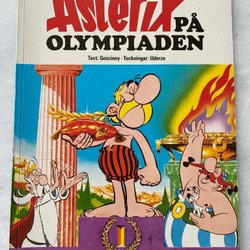 Asterix
PÅ
OLYMPIADEN
Text: Goscinny · Teckningar: Uderzo
1